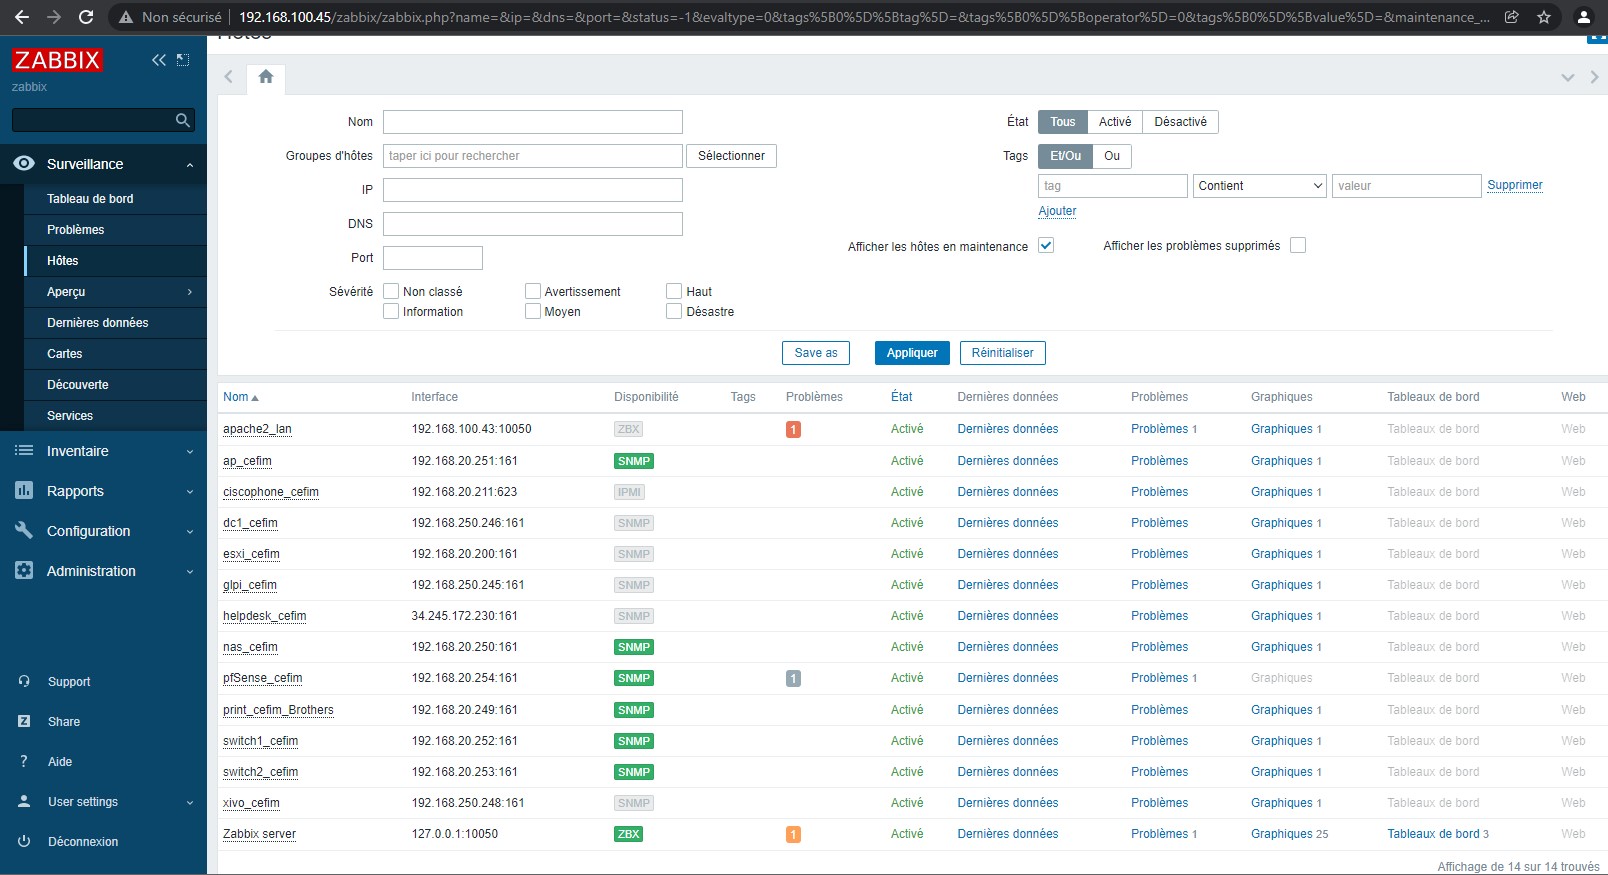 Non sécurisé | 192.168.100.45/zabbix/zabbix.php?name=&ip=&dns=&port=&status=-1&evaltype=0&tags%5B0%5D%5Btag%5D=&tags%5B0%5D%5Boperator%5D=0&tags%5B0%5D%5Bvalue%5D=&maintenance_...
ZABBIX
zabbix
Surveillance
Tableau de bord
Problèmes
Hôtes
Aperçu
Dernières données
Cartes
Découverte
Services
Inventaire
Rapports
Configuration
Administration
Support
Z Share
? Aide
User settings
Déconnexion
Hôtes
Nom
Groupes d'hôtes taper ici pour rechercher Sélectionner
IP
DNS
Port
Sévérité Non classé Avertissement Haut
Information Moyen Désastre
État Tous Activé Désactivé
Tags Et/Ou Ou
tag Contient valeur Supprimer
Ajouter
Afficher les hôtes en maintenance Afficher les problèmes supprimés
Save as Appliquer Réinitialiser
Nom Interface Disponibilité Tags Problèmes État Dernières données Problèmes Graphiques Tableaux de bord Web
apache2_lan 192.168.100.43:10050 ZBX 1 Activé Dernières données Problèmes 1 Graphiques 1 Tableaux de bord Web
ap_cefim 192.168.20.251:161 SNMP Activé Dernières données Problèmes Graphiques 1 Tableaux de bord Web
ciscophone_cefim 192.168.20.211:623 IPMI Activé Dernières données Problèmes Graphiques 1 Tableaux de bord Web
dc1_cefim 192.168.250.246:161 SNMP Activé Dernières données Problèmes Graphiques 1 Tableaux de bord Web
esxi_cefim 192.168.20.200:161 SNMP Activé Dernières données Problèmes Graphiques 1 Tableaux de bord Web
glpi_cefim 192.168.250.245:161 SNMP Activé Dernières données Problèmes Graphiques 1 Tableaux de bord Web
helpdesk_cefim 34.245.172.230:161 SNMP Activé Dernières données Problèmes Graphiques 1 Tableaux de bord Web
nas_cefim 192.168.20.250:161 SNMP Activé Dernières données Problèmes Graphiques 1 Tableaux de bord Web
pfSense_cefim 192.168.20.254:161 SNMP 1 Activé Dernières données Problèmes 1 Graphiques Tableaux de bord Web
print_cefim_Brothers 192.168.20.249:161 SNMP Activé Dernières données Problèmes Graphiques 1 Tableaux de bord Web
switch1_cefim 192.168.20.252:161 SNMP Activé Dernières données Problèmes Graphiques 1 Tableaux de bord Web
switch2_cefim 192.168.20.253:161 SNMP Activé Dernières données Problèmes Graphiques 1 Tableaux de bord Web
xivo_cefim 192.168.250.248:161 SNMP Activé Dernières données Problèmes Graphiques 1 Tableaux de bord Web
Zabbix server 127.0.0.1:10050 ZBX 1 Activé Dernières données Problèmes 1 Graphiques 25 Tableaux de bord 3 Web
Affichage de 14 sur 14 trouvés